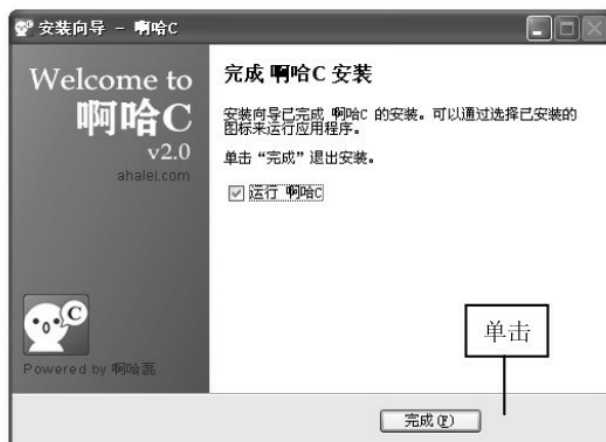 安装向导 - 啊哈C
Welcome to
啊哈C
v2.0
ahalei.com
完成 啊哈C 安装
安装向导已完成 啊哈C 的安装。可以通过选择已安装的
图标来运行应用程序。
单击“完成”退出安装。
运行 啊哈C
C
Powered by 啊哈磊
单击
完成(F)